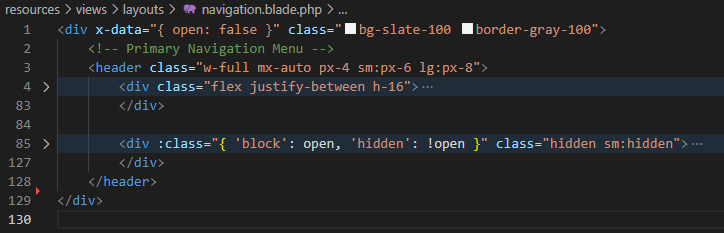 resources > views > layouts > navigation.blade.php > ...
1 <div x-data="{ open: false }" class="bg-slate-100 border-gray-100">
2 <!-- Primary Navigation Menu -->
3 <header class="w-full mx-auto px-4 sm:px-6 lg:px-8">
4 > <div class="flex justify-between h-16">···
83 </div>
84
85 > <div :class="{ 'block': open, 'hidden': !open }" class="hidden sm:hidden">···
127 </div>
128 </header>
129 </div>
130